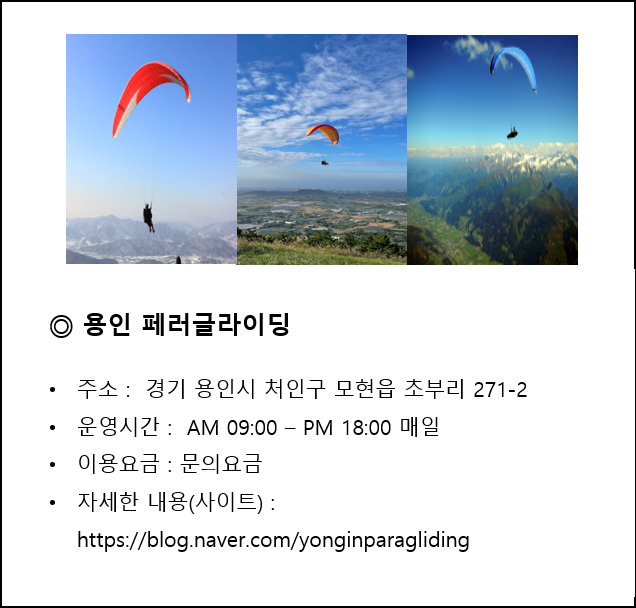 ◎ 용인 페러글라이딩
• 주소 : 경기 용인시 처인구 모현읍 초부리 271-2
• 운영시간 : AM 09:00 – PM 18:00 매일
• 이용요금 : 문의요금
• 자세한 내용(사이트) :
https://blog.naver.com/yonginparagliding